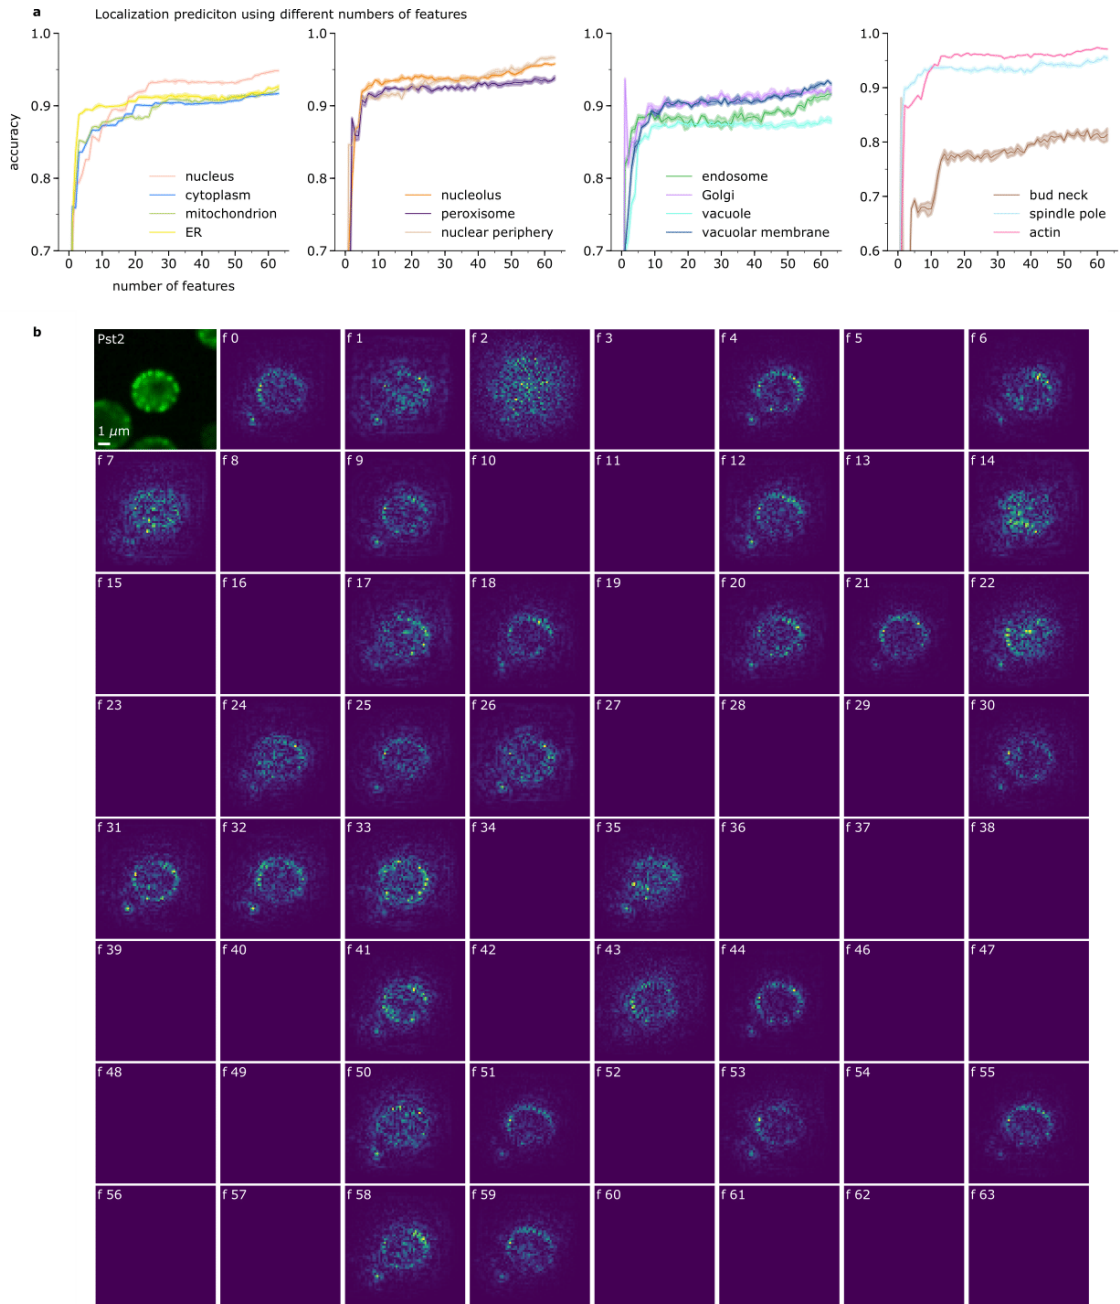 a Localization prediciton using different numbers of features
accuracy
1.0
0.9
0.8
0.7
0 10 20 30 40 50 60
number of features
nucleus
cytoplasm
mitochondrion
ER
1.0
0.9
0.8
0.7
0 10 20 30 40 50 60
nucleolus
peroxisome
nuclear periphery
1.0
0.9
0.8
0.7
0 10 20 30 40 50 60
endosome
Golgi
vacuole
vacuolar membrane
1.0
0.9
0.8
0.7
0.6
0 10 20 30 40 50 60
bud neck
spindle pole
actin
b
Pst2
1 μm
f 0 f 1 f 2 f 3 f 4 f 5 f 6
f 7 f 8 f 9 f 10 f 11 f 12 f 13 f 14
f 15 f 16 f 17 f 18 f 19 f 20 f 21 f 22
f 23 f 24 f 25 f 26 f 27 f 28 f 29 f 30
f 31 f 32 f 33 f 34 f 35 f 36 f 37 f 38
f 39 f 40 f 41 f 42 f 43 f 44 f 46 f 47
f 48 f 49 f 50 f 51 f 52 f 53 f 54 f 55
f 56 f 57 f 58 f 59 f 60 f 61 f 62 f 63